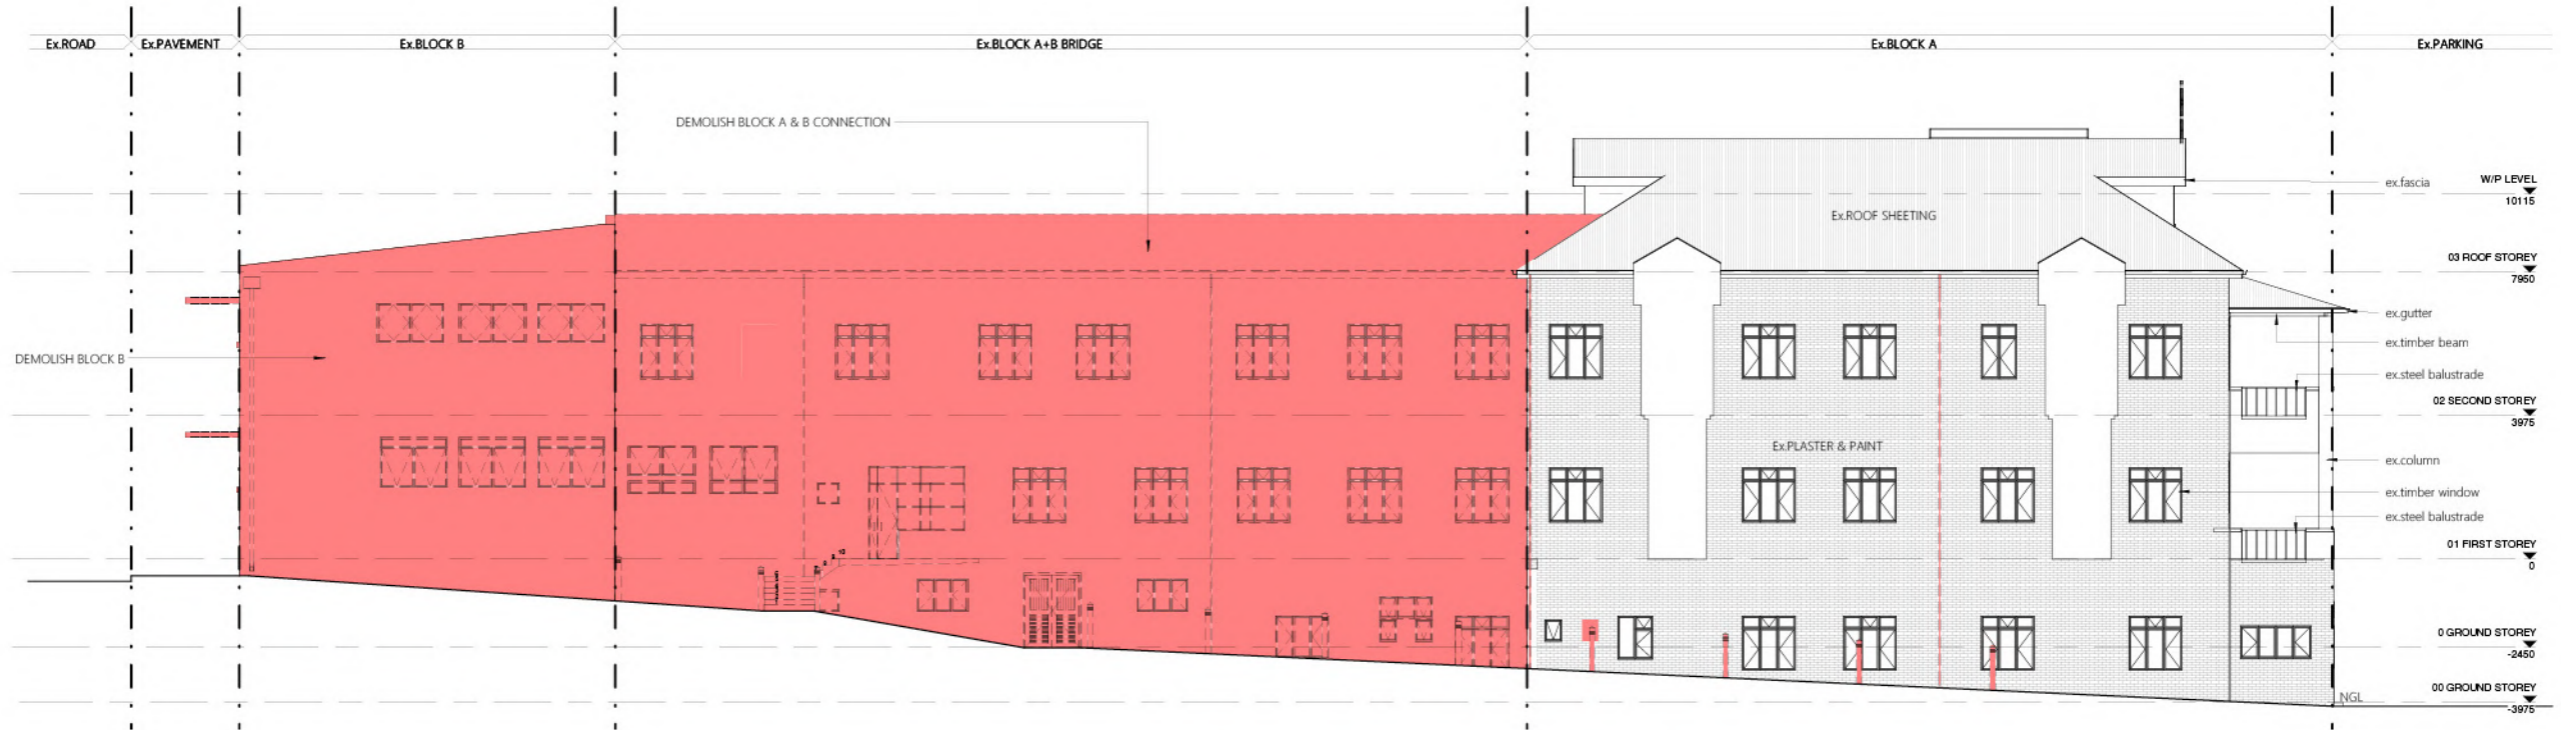 Ex.ROAD
Ex.PAVEMENT
Ex.BLOCK B
Ex.BLOCK A+B BRIDGE
Ex.BLOCK A
Ex.PARKING
DEMOLISH BLOCK A & B CONNECTION
ex.fascia
W/P LEVEL
10115
Ex.ROOF SHEETING
03 ROOF STOREY
7950
ex.gutter
ex.timber beam
DEMOLISH BLOCK B
ex.steel balustrade
02 SECOND STOREY
3975
Ex.PLASTER & PAINT
ex.column
ex.timber window
ex.steel balustrade
01 FIRST STOREY
0
0 GROUND STOREY
-2450
00 GROUND STOREY
NGL
-3975